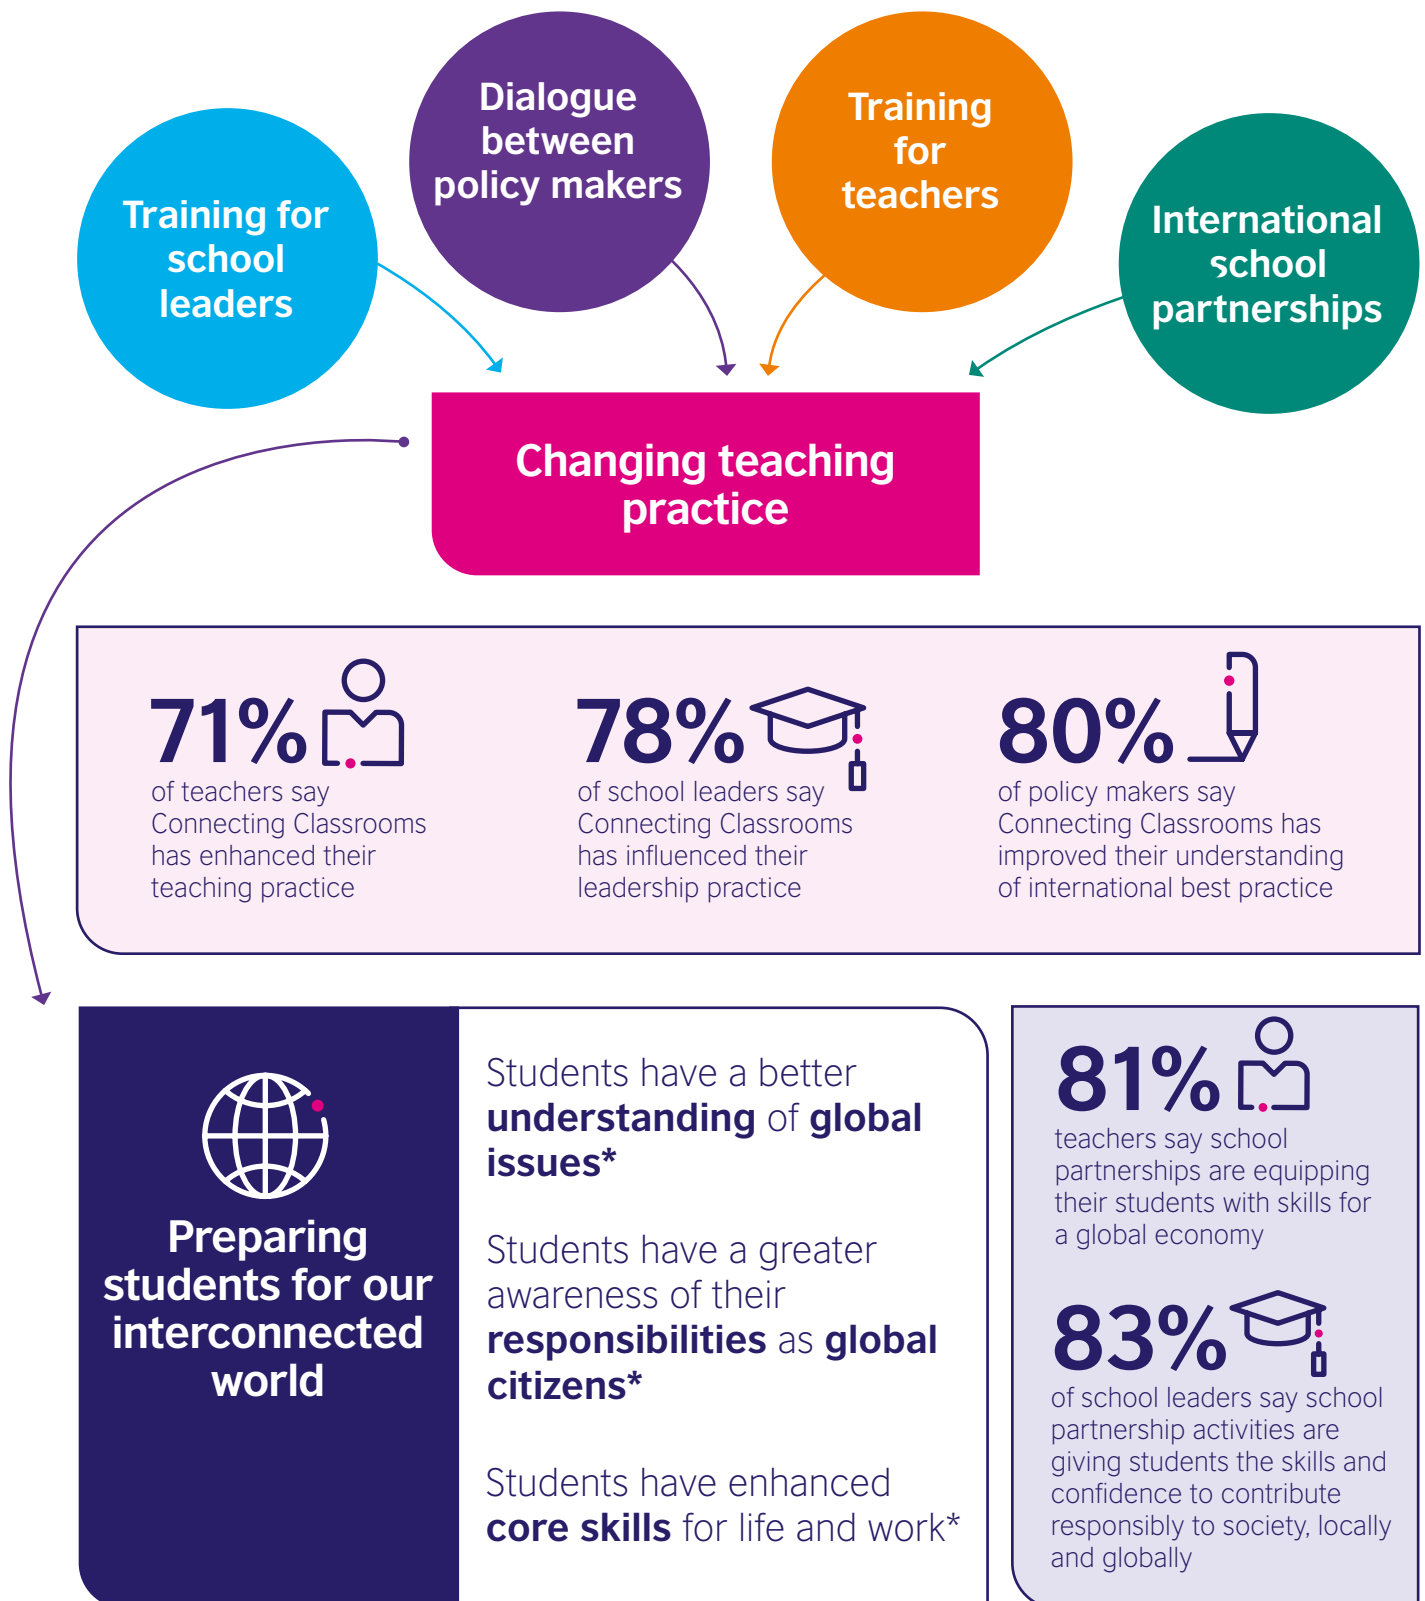 Training for
school
leaders
Dialogue
between
policy makers
Training
for
teachers
International
school
partnerships
Changing teaching
practice
71%
of teachers say
Connecting Classrooms
has enhanced their
teaching practice
78%
of school leaders say
Connecting Classrooms
has influenced their
leadership practice
80%
of policy makers say
Connecting Classrooms has
improved their understanding
of international best practice
Preparing
students for our
interconnected
world
Students have a better
understanding of global
issues*
Students have a greater
awareness of their
responsibilities as global
citizens*
Students have enhanced
core skills for life and work*
81%
teachers say school
partnerships are equipping
their students with skills for
a global economy
83%
of school leaders say school
partnership activities are
giving students the skills and
confidence to contribute
responsibly to society, locally
and globally